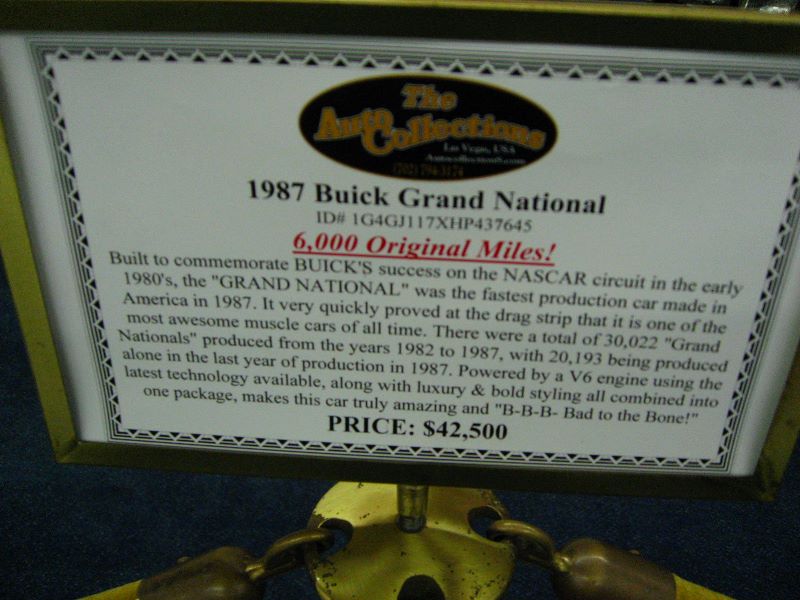 The
Auto Collections
Las Vegas, USA
Autocollections.com
(702) 794-3174
1987 Buick Grand National
ID# 1G4GJ117XHP437645
6,000 Original Miles!
Built to commemorate BUICK'S success on the NASCAR circuit in the early
1980's, the "GRAND NATIONAL" was the fastest production car made in
America in 1987. It very quickly proved at the drag strip that it is one of the
most awesome muscle cars of all time. There were a total of 30,022 "Grand
Nationals" produced from the years 1982 to 1987, with 20,193 being produced
alone in the last year of production in 1987. Powered by a V6 engine using the
latest technology available, along with luxury & bold styling all combined into
one package, makes this car truly amazing and "B-B-B- Bad to the Bone!"
PRICE: $42,500